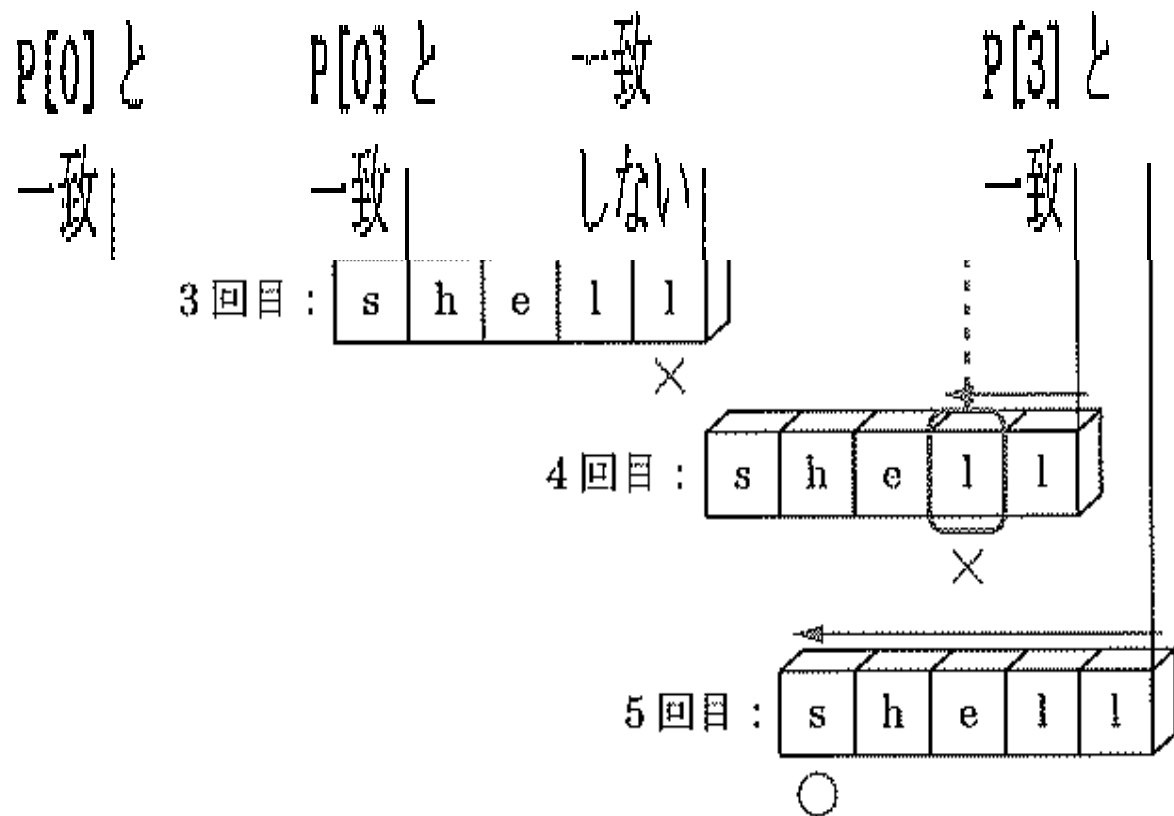 P[0] と P[0] と 一致 P[3] と
一致 一致 しない 一致
3回目: s h e l l
×
4回目: s h e l l
×
5回目: s h e l l
○